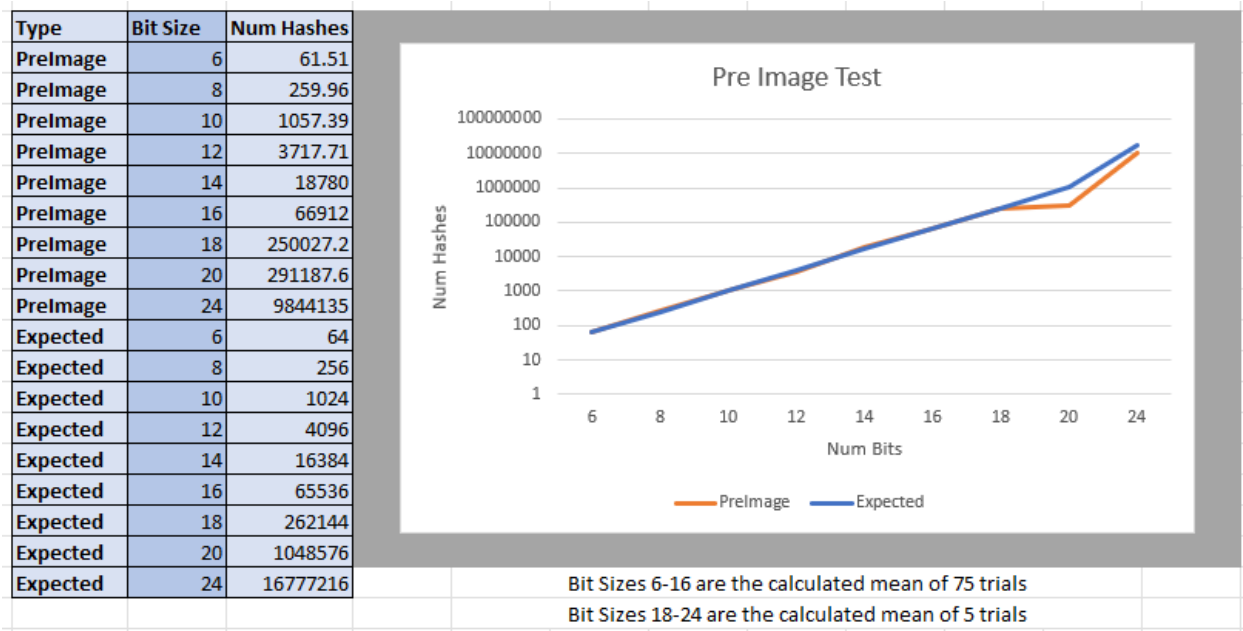 Type Bit Size Num Hashes
PreImage 6 61.51
PreImage 8 259.96
PreImage 10 1057.39
PreImage 12 3717.71
PreImage 14 18780
PreImage 16 66912
PreImage 18 250027.2
PreImage 20 291187.6
PreImage 24 9844135
Expected 6 64
Expected 8 256
Expected 10 1024
Expected 12 4096
Expected 14 16384
Expected 16 65536
Expected 18 262144
Expected 20 1048576
Expected 24 16777216
Pre Image Test
Num Hashes
100000000
10000000
1000000
100000
10000
1000
100
10
1
6 8 10 12 14 16 18 20 24
Num Bits
PreImage Expected
Bit Sizes 6-16 are the calculated mean of 75 trials
Bit Sizes 18-24 are the calculated mean of 5 trials